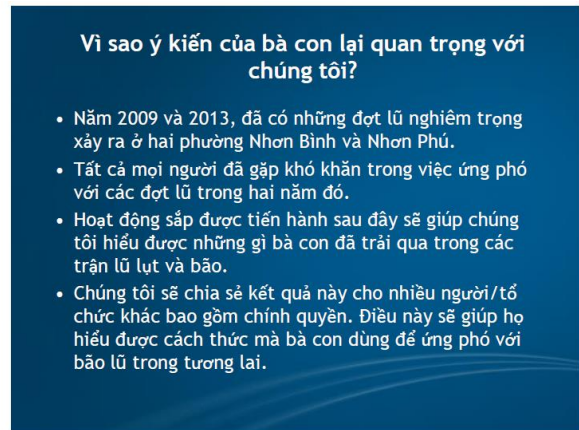 Vì sao ý kiến của bà con lại quan trọng với
chúng tôi?
• Năm 2009 và 2013, đã có những đợt lũ nghiêm trọng
xảy ra ở hai phường Nhơn Bình và Nhơn Phú.
• Tất cả mọi người đã gặp khó khăn trong việc ứng phó
với các đợt lũ trong hai năm đó.
• Hoạt động sắp được tiến hành sau đây sẽ giúp chúng
tôi hiểu được những gì bà con đã trải qua trong các
trận lũ lụt và bão.
• Chúng tôi sẽ chia sẻ kết quả này cho nhiều người/tổ
chức khác bao gồm chính quyền. Điều này sẽ giúp họ
hiểu được cách thức mà bà con dùng để ứng phó với
bão lũ trong tương lai.